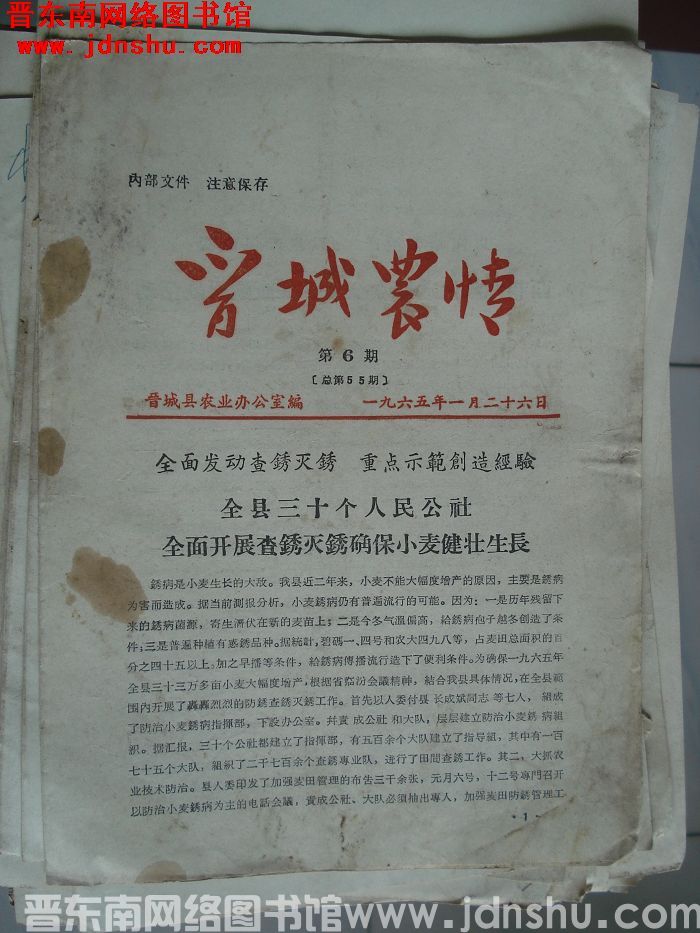 晋东南网络图书馆
www.jdnshu.com
內部文件 注意保存
晋城農情
第6期
〔总第55期〕
晋城县农业办公室編 一九六五年一月二十六日
全面发动查銹灭銹 重点示範創造經驗
全县三十个人民公社
全面开展查銹灭銹确保小麦健壮生長
銹病是小麦生长的大敌。我县近二年来，小麦不能大幅度增产的原因，主要是銹病
为害而造成。据当前測报分析，小麦銹病仍有普遍流行的可能。因为：一是历年残留下
来的銹病菌源，寄生潛伏在新的麦苗上；二是今冬气溫偏高，給銹病孢子越冬創造了条
件；三是普遍种植有感銹品种。据統計，碧碼一、四号和农大四九八等，占麦田总面积的百
分之四十五以上。加之早播等条件，給銹病傳播流行造下了便利条件。为确保一九六五年
全县三十三万多亩小麦大幅度增产，根据省临汾会議精神，結合我县具体情况，在全县范
围内开展了轟轟烈烈的防銹查銹灭銹工作。首先以人委付县长成斌同志等七人，組成
了防治小麦銹病指揮部，下設办公室。幷責成公社和大队，层层建立防治小麦銹病組
积。据汇报，三十个公社都建立了指揮部，有五百余个大队建立了指导組，其中有一百
七十五个大队，組織了二千七百余个查銹專业队，进行了田間查銹工作。其二，大抓农
业技术防治。县人委印发了加强麦田管理的布告三千余张，元月六号，十二号專門召开
以防治小麦銹病为主的电話会議，責成公社、大队必須抽出專人，加强麦田防銹管理工
·1·
晋东南网络图书馆 www.jdnshu.com